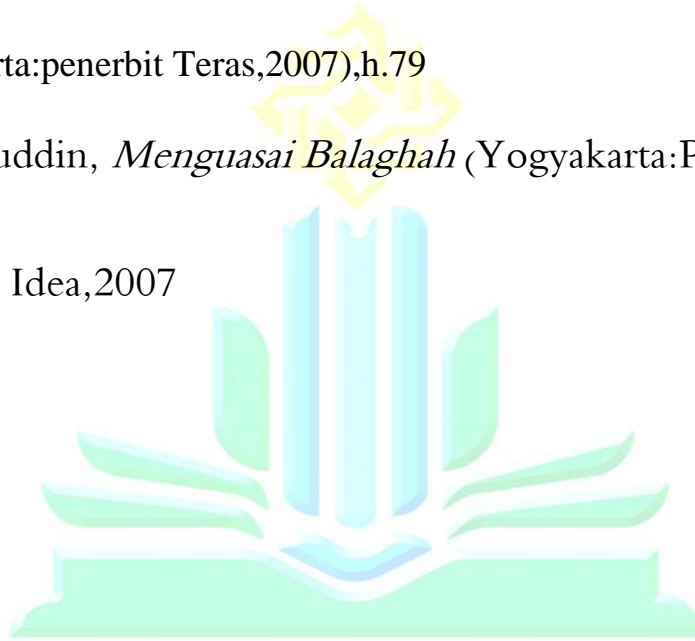 rta:penerbit Teras,2007),h.79
uddin, Menguasai Balaghah (Yogyakarta:P
Idea,2007